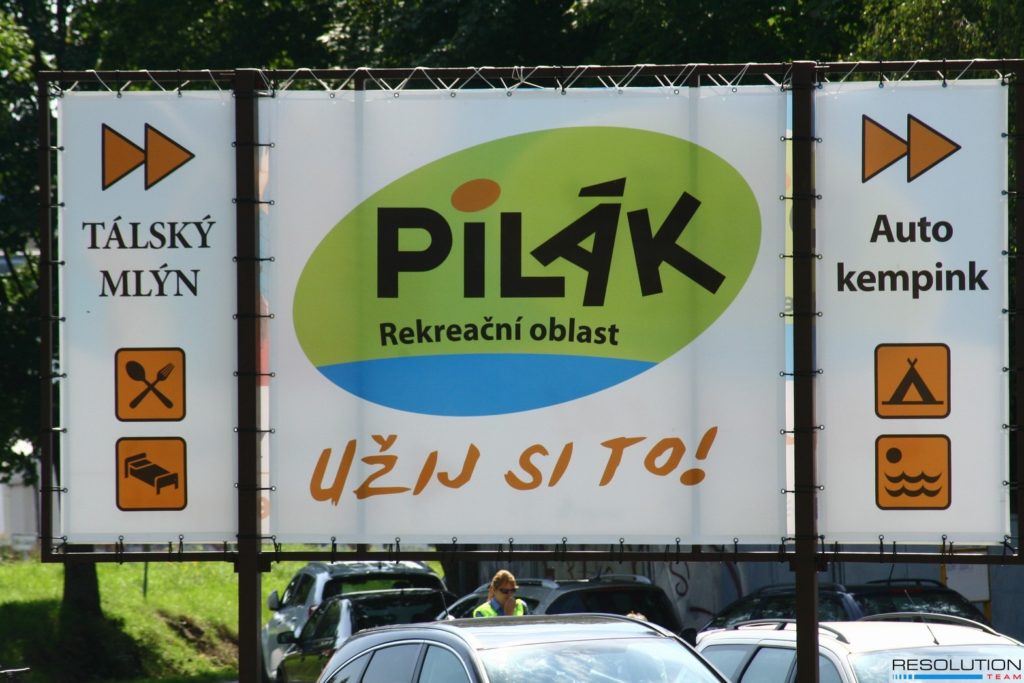 TÁLSKÝ
MLÝN
PiLÁK
Rekreační oblast
UŽIJ SI TO!
Auto
kempink
RESOLUTION
TEAM